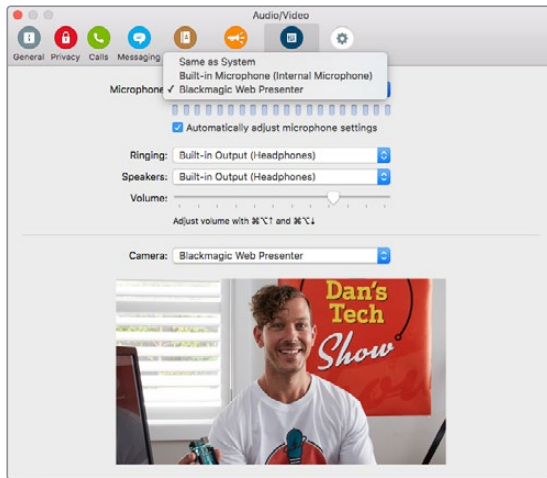 Audio/Video
General Privacy Calls Messaging
Same as System
Built-in Microphone (Internal Microphone)
Microphone ✓ Blackmagic Web Presenter
Automatically adjust microphone settings
Ringing: Built-in Output (Headphones)
Speakers: Built-in Output (Headphones)
Volume:
Adjust volume with ⌘⌥↑ and ⌘⌥↓
Camera: Blackmagic Web Presenter
Dan's
Tech
Show